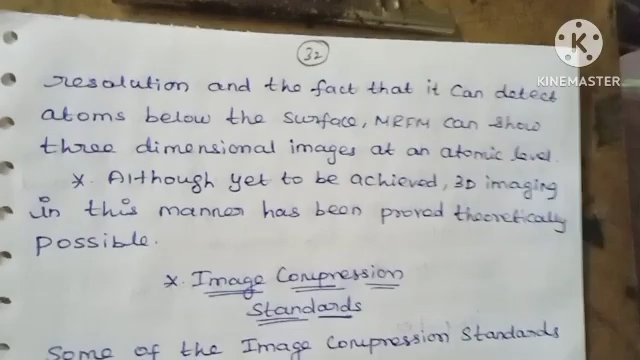 32
resolution and the fact that it can detect
atoms below the surface, MRFM can show
three dimensional images at an atomic level.
*. Although yet to be achieved, 3D imaging
in this manner has been proved theoretically
possible.
*. Image Compression
Standards
Some of the Image Compression Standards
K
KINEMASTER